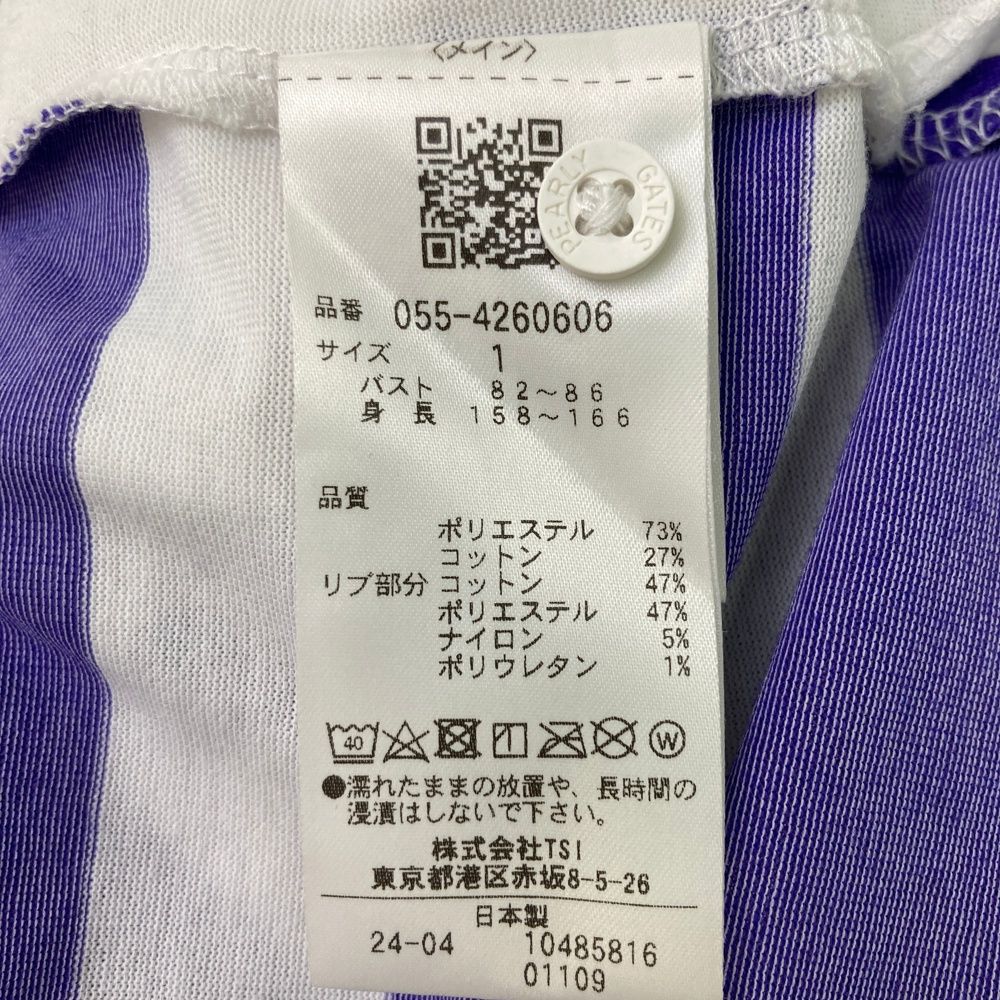 〈メイン〉
PEARLY GATES
品番 055-4260606
サイズ 1
バスト 82～86
身長 158～166
品質
ポリエステル 73%
コットン 27%
リブ部分 コットン 47%
ポリエステル 47%
ナイロン 5%
ポリウレタン 1%
40 W
●濡れたままの放置や、長時間の
浸漬はしないで下さい。
株式会社TSI
東京都港区赤坂8-5-26
日本製
24-04 10485816
01109